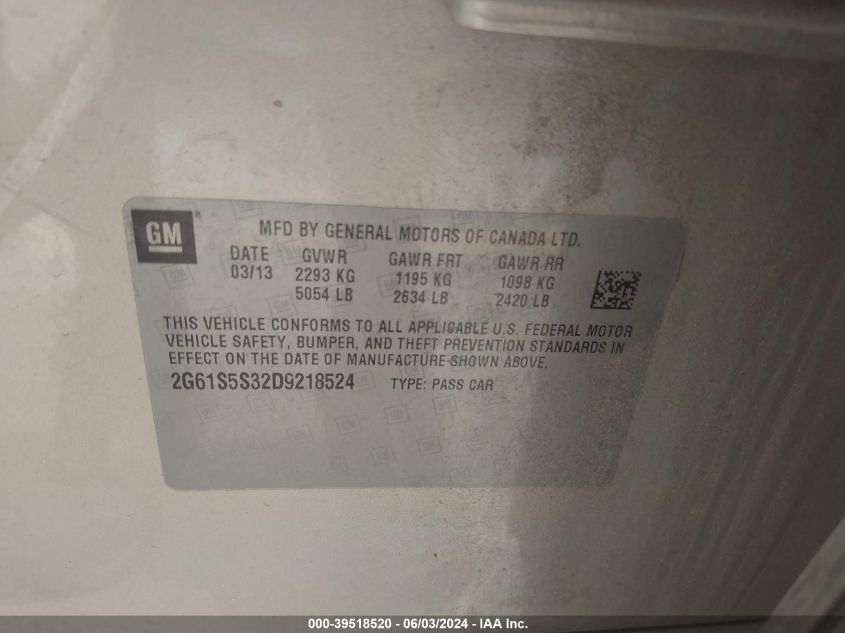 GM
MFD BY GENERAL MOTORS OF CANADA LTD.
DATE GVWR GAWR FRT GAWR RR
03/13 2293 KG 1195 KG 1098 KG
5054 LB 2634 LB 2420 LB
THIS VEHICLE CONFORMS TO ALL APPLICABLE U.S. FEDERAL MOTOR
VEHICLE SAFETY, BUMPER, AND THEFT PREVENTION STANDARDS IN
EFFECT ON THE DATE OF MANUFACTURE SHOWN ABOVE.
2G61S5S32D9218524 TYPE: PASS CAR
000-39518520 - 06/03/2024 - IAA Inc.